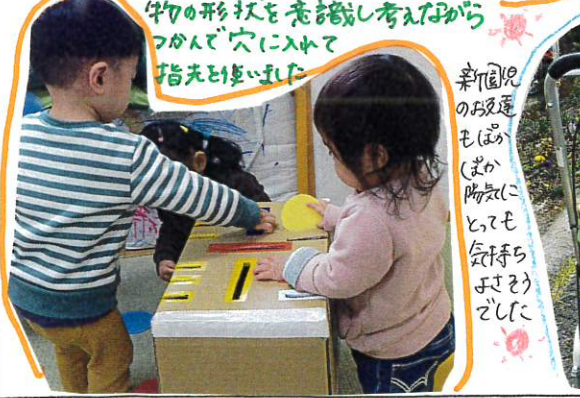 物の形状を意識し考えながら
つかんで穴に入れて
指先を使いました
新園児
のお友達
もぽか
ぽか
陽気に
とっても
気持ち
よさそう
でした